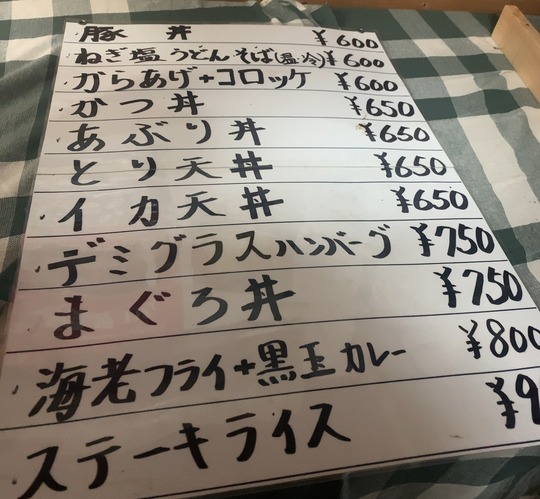 豚丼 ¥600
ねぎ塩うどんそば(温・冷) ¥600
からあげ+コロッケ ¥600
かつ丼 ¥650
あぶり丼 ¥650
とり天丼 ¥650
・イカ天丼 ¥650
・デミグラスハンバーグ ¥750
・まぐろ丼 ¥750
・海老フライ+黒玉カレー ¥800
・ステーキライス ¥9